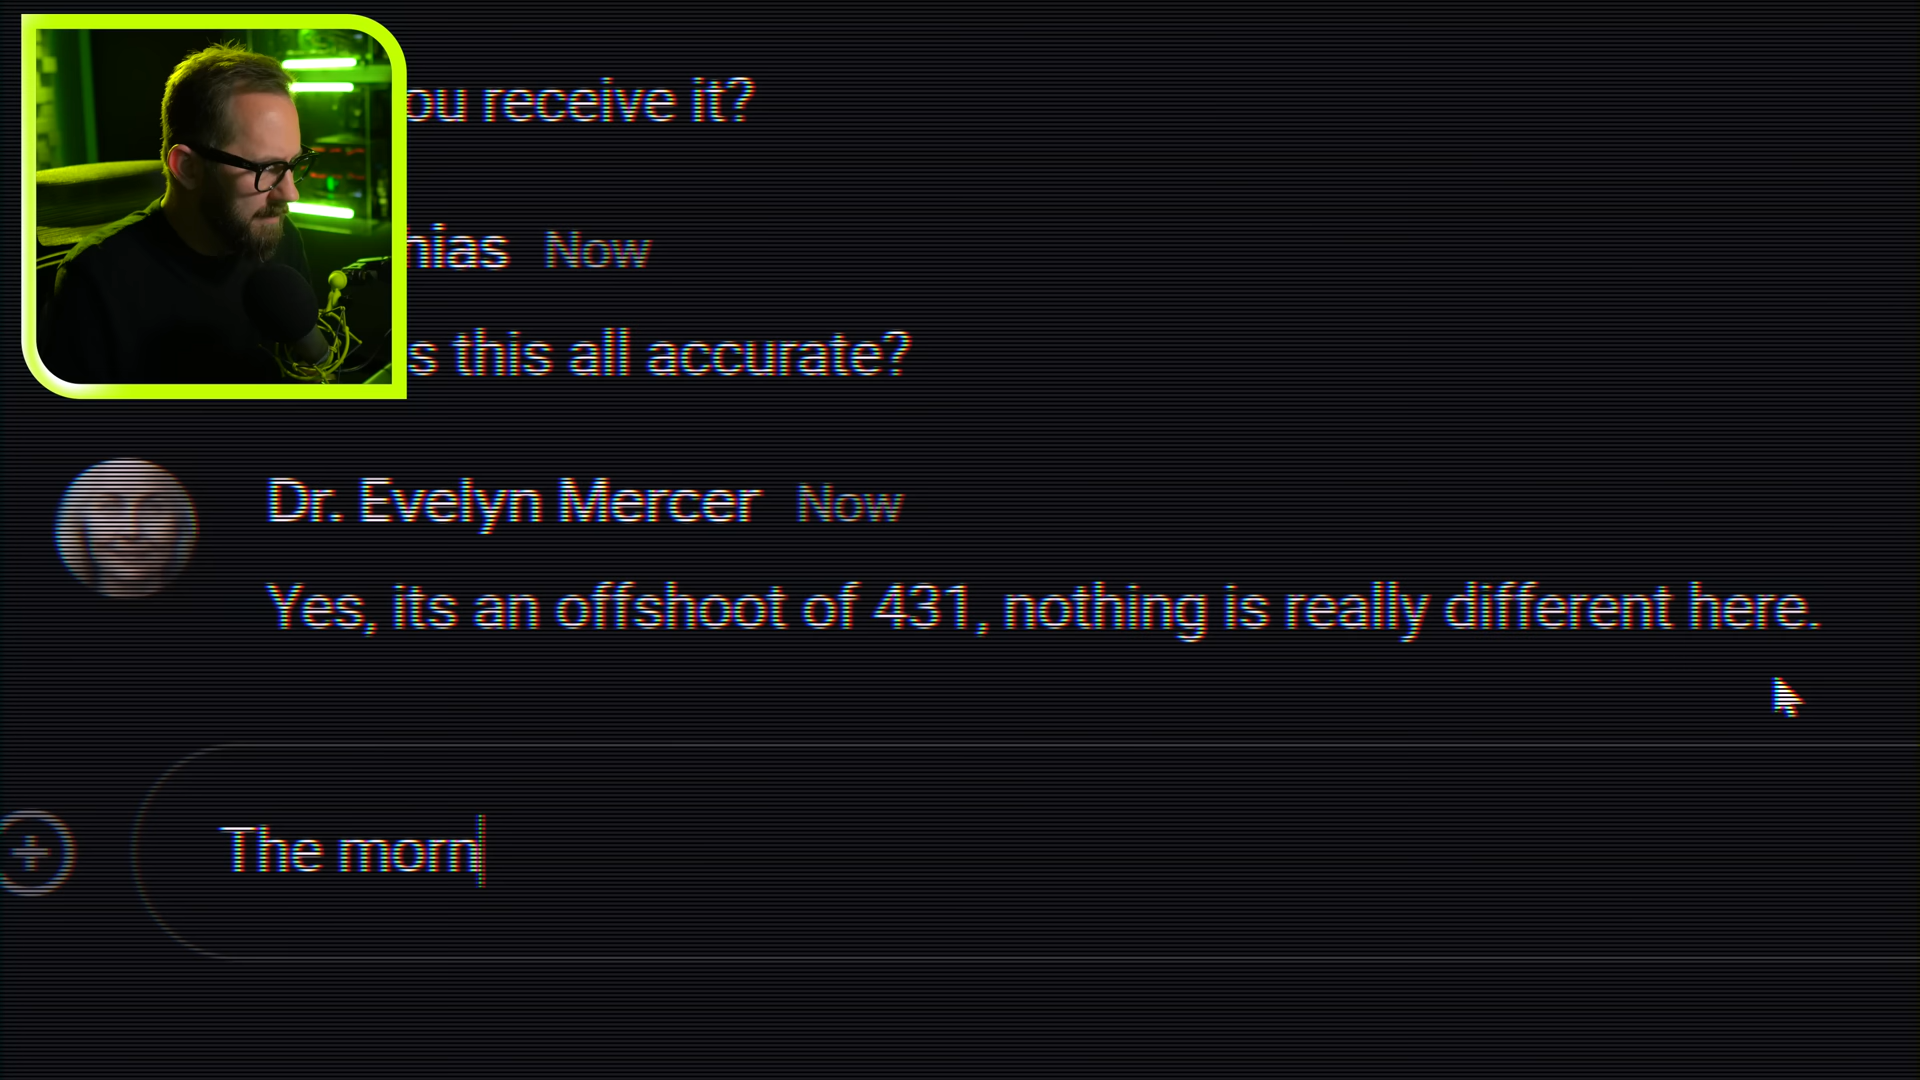 ou receive it?
hias Now
s this all accurate?
Dr. Evelyn Mercer Now
Yes, its an offshoot of 431, nothing is really different here.
The morn